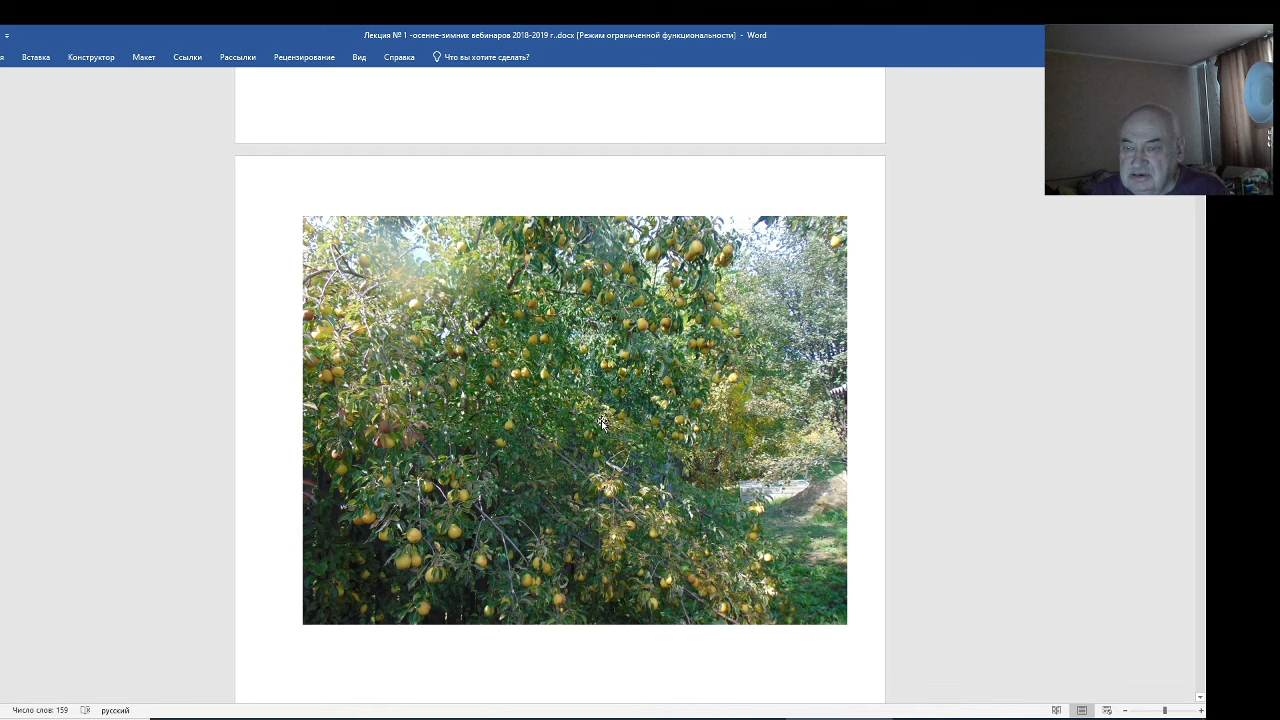 Лекция № 1 -осенне-зимних вебинаров 2018-2019 г..docx [Режим ограниченной функциональности] - Word
Вставка Конструктор Макет Ссылки Рассылки Рецензирование Вид Справка Что вы хотите сделать?
Число слов: 159 русский